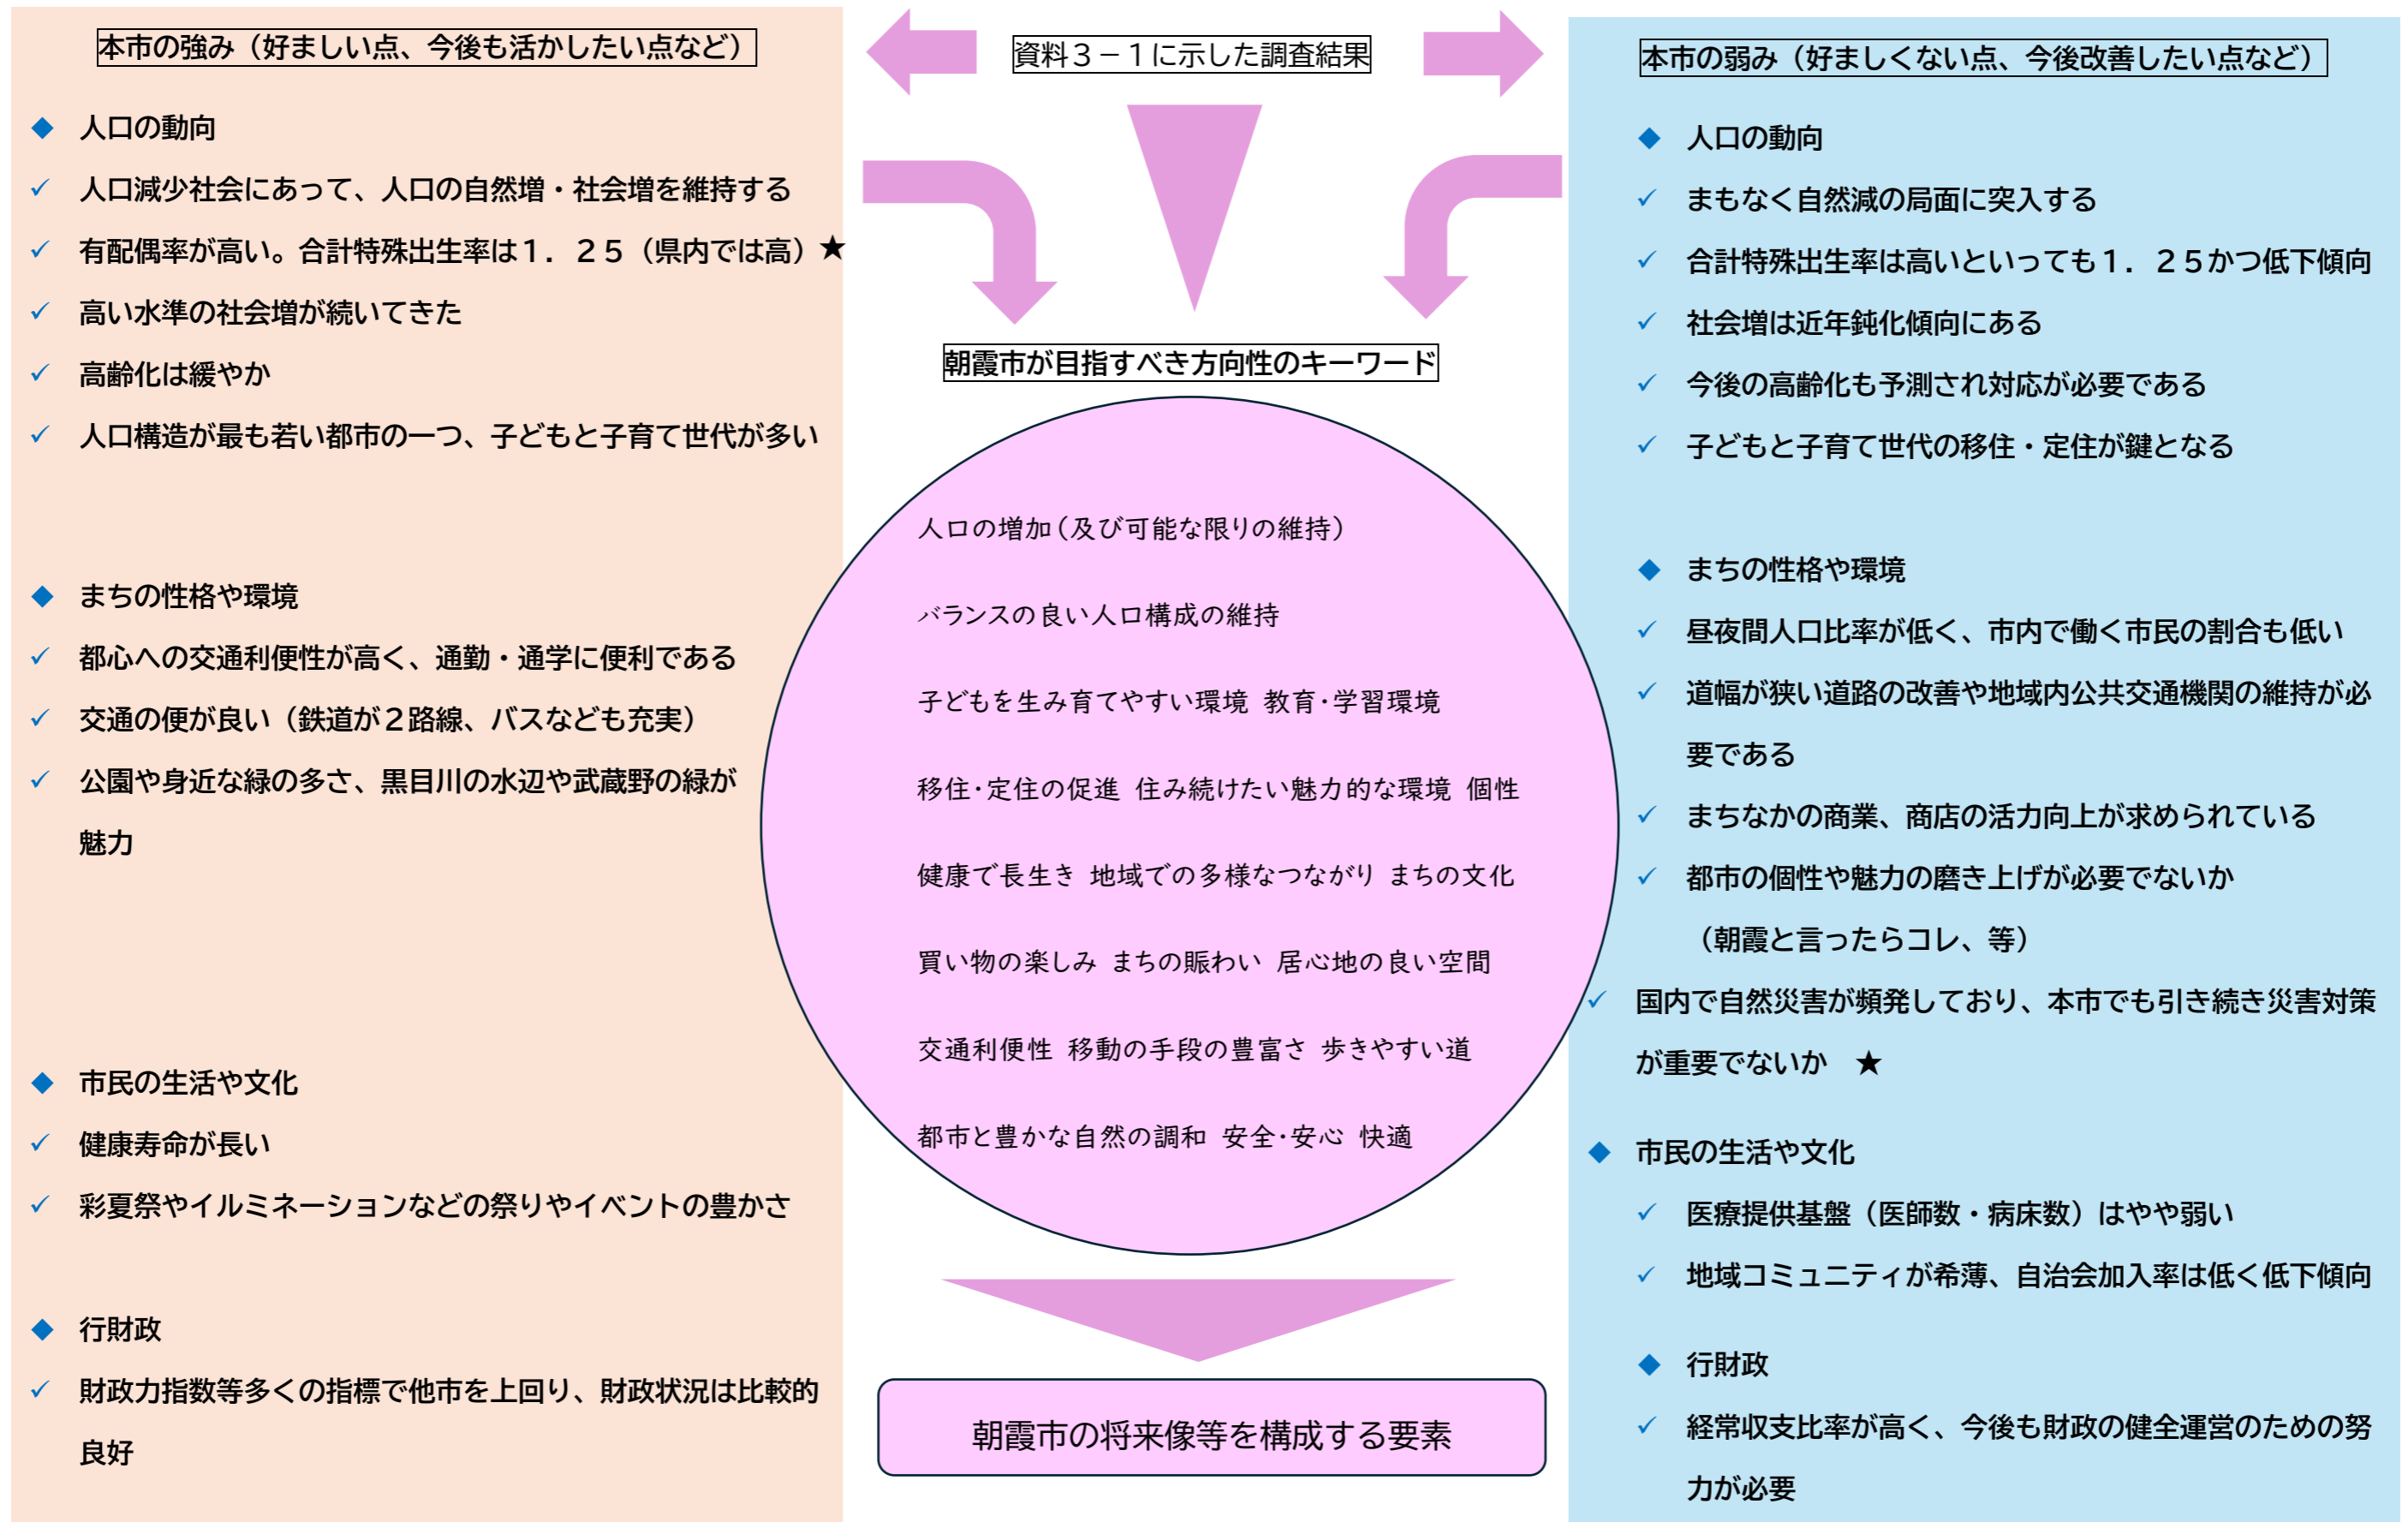 本市の強み（好ましい点、今後も活かしたい点など）
◆ 人口の動向
✓ 人口減少社会にあって、人口の自然増・社会増を維持する
✓ 有配偶率が高い。合計特殊出生率は１．２５（県内では高）★
✓ 高い水準の社会増が続いてきた
✓ 高齢化は緩やか
✓ 人口構造が最も若い都市の一つ、子どもと子育て世代が多い
◆ まちの性格や環境
✓ 都心への交通利便性が高く、通勤・通学に便利である
✓ 交通の便が良い（鉄道が２路線、バスなども充実）
✓ 公園や身近な緑の多さ、黒目川の水辺や武蔵野の緑が
魅力
◆ 市民の生活や文化
✓ 健康寿命が長い
✓ 彩夏祭やイルミネーションなどの祭りやイベントの豊かさ
◆ 行財政
✓ 財政力指数等多くの指標で他市を上回り、財政状況は比較的
良好
資料３－１に示した調査結果
朝霞市が目指すべき方向性のキーワード
人口の増加（及び可能な限りの維持）
バランスの良い人口構成の維持
子どもを生み育てやすい環境 教育・学習環境
移住・定住の促進 住み続けたい魅力的な環境 個性
健康で長生き 地域での多様なつながり まちの文化
買い物の楽しみ まちの賑わい 居心地の良い空間
交通利便性 移動の手段の豊富さ 歩きやすい道
都市と豊かな自然の調和 安全・安心 快適
朝霞市の将来像等を構成する要素
本市の弱み（好ましくない点、今後改善したい点など）
◆ 人口の動向
✓ まもなく自然減の局面に突入する
✓ 合計特殊出生率は高いといっても１．２５かつ低下傾向
✓ 社会増は近年鈍化傾向にある
✓ 今後の高齢化も予測され対応が必要である
✓ 子どもと子育て世代の移住・定住が鍵となる
◆ まちの性格や環境
✓ 昼夜間人口比率が低く、市内で働く市民の割合も低い
✓ 道幅が狭い道路の改善や地域内公共交通機関の維持が必
要である
✓ まちなかの商業、商店の活力向上が求められている
✓ 都市の個性や魅力の磨き上げが必要でないか
（朝霞と言ったらコレ、等）
✓ 国内で自然災害が頻発しており、本市でも引き続き災害対策
が重要でないか ★
◆ 市民の生活や文化
✓ 医療提供基盤（医師数・病床数）はやや弱い
✓ 地域コミュニティが希薄、自治会加入率は低く低下傾向
◆ 行財政
✓ 経常収支比率が高く、今後も財政の健全運営のための努
力が必要